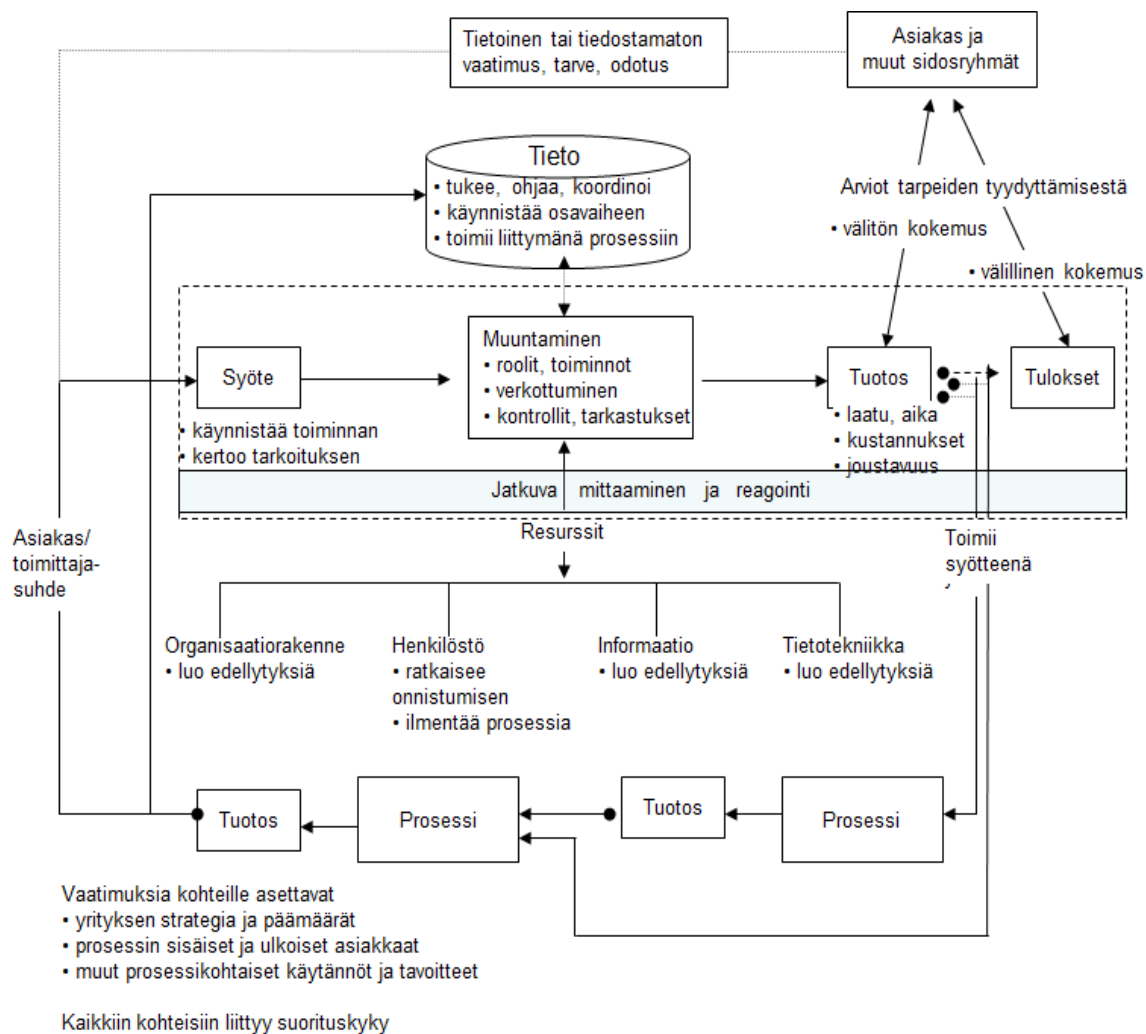 Tietoinen tai tiedostamaton
vaatimus, tarve, odotus
Asiakas ja
muut sidosryhmät
Tieto
• tukee, ohjaa, koordinoi
• käynnistää osavaiheen
• toimii liittymänä prosessiin
Arviot tarpeiden tyydyttämisestä
• välitön kokemus
• välillinen kokemus
Syöte
• käynnistää toiminnan
• kertoo tarkoituksen
Muuntaminen
• roolit, toiminnot
• verkottuminen
• kontrollit, tarkastukset
Tuotos
• laatu, aika
• kustannukset
• joustavuus
Tulokset
Jatkuva mittaaminen ja reagointi
Asiakas/
toimittaja-
suhde
Resurssit
Toimii
syötteenä
Organisaatiorakenne
• luo edellytyksiä
Henkilöstö
• ratkaisee
onnistumisen
• ilmentää prosessia
Informaatio
• luo edellytyksiä
Tietotekniikka
• luo edellytyksiä
Tuotos
Prosessi
Tuotos
Prosessi
Vaatimuksia kohteille asettavat
• yrityksen strategia ja päämäärät
• prosessin sisäiset ja ulkoiset asiakkaat
• muut prosessikohtaiset käytännöt ja tavoitteet
Kaikkiin kohteisiin liittyy suorituskyky